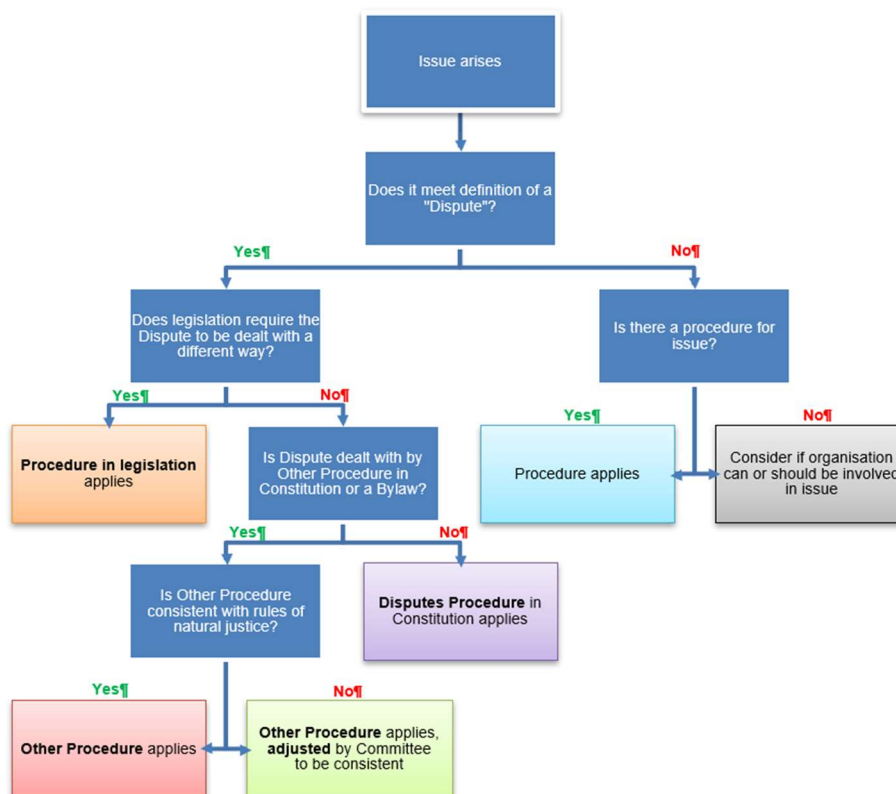 Issue arises
Does it meet definition of a
"Dispute"?
Yes¶
No¶
Does legislation require the
Dispute to be dealt with a
different way?
Is there a procedure for
issue?
Yes¶
No¶
Yes¶
No¶
Procedure in legislation
applies
Is Dispute dealt with by
Other Procedure in
Constitution or a Bylaw?
Procedure applies
Consider if organisation
can or should be involved
in issue
Yes¶
No¶
Is Other Procedure
consistent with rules of
natural justice?
Disputes Procedure in
Constitution applies
Yes¶
No¶
Other Procedure applies
Other Procedure applies,
adjusted by Committee
to be consistent